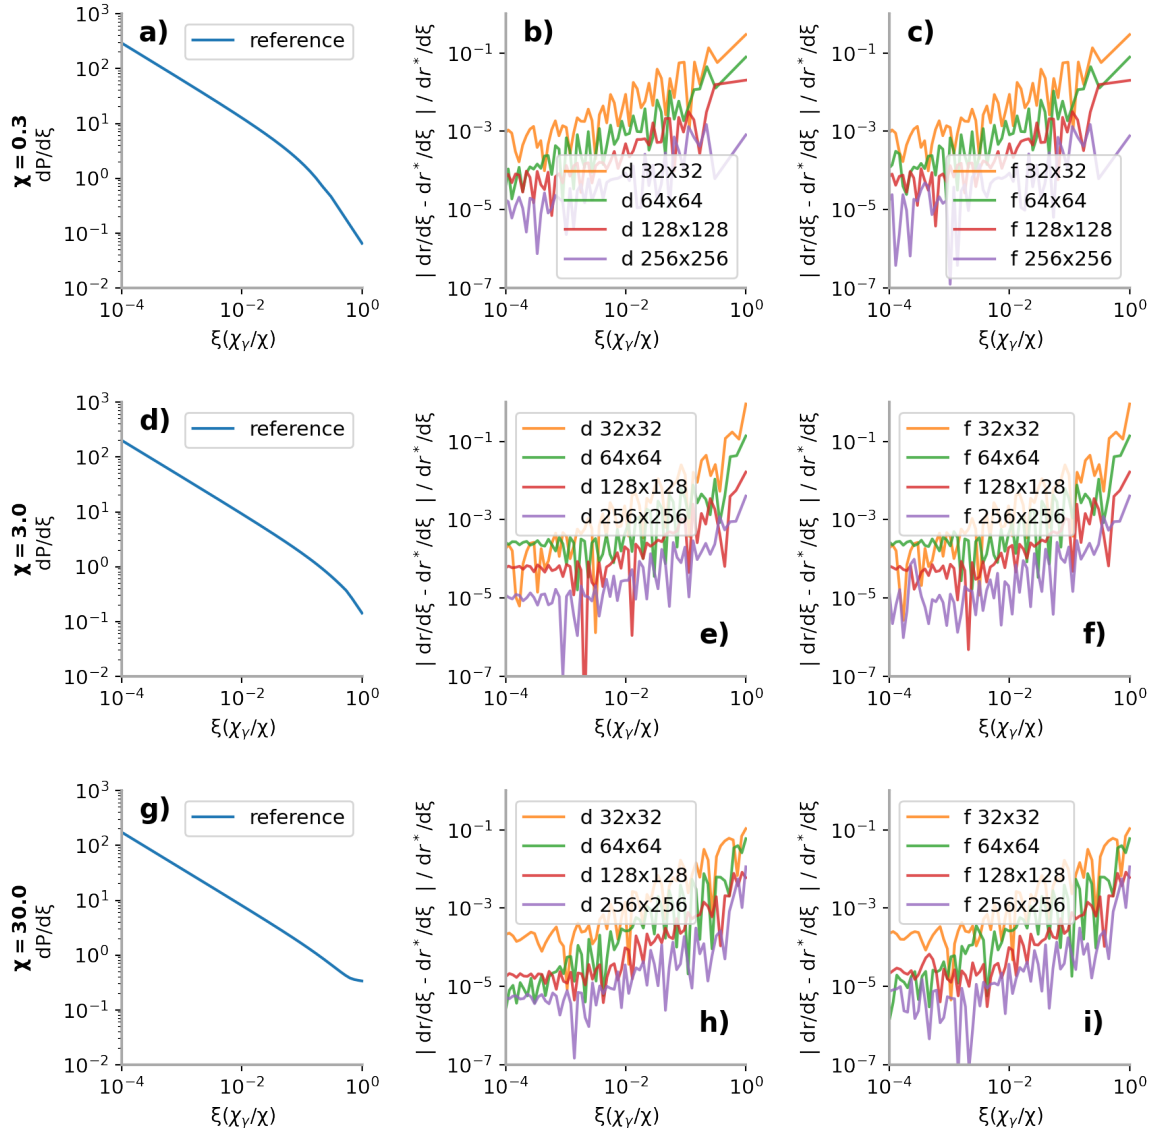 a)
reference
χ = 0.3
dP/dξ
10³
10²
10¹
10⁰
10⁻¹
10⁻²
10⁻⁴
10⁻²
10⁰
ξ(χᵧ/χ)
b)
| dr/dξ - dr*/dξ | / dr*/dξ
10⁻¹
10⁻³
10⁻⁵
10⁻⁷
d 32x32
d 64x64
d 128x128
d 256x256
10⁻⁴
10⁻²
10⁰
ξ(χᵧ/χ)
c)
| dr/dξ - dr*/dξ | / dr*/dξ
10⁻¹
10⁻³
10⁻⁵
10⁻⁷
f 32x32
f 64x64
f 128x128
f 256x256
10⁻⁴
10⁻²
10⁰
ξ(χᵧ/χ)
d)
reference
χ = 3.0
dP/dξ
10³
10²
10¹
10⁰
10⁻¹
10⁻²
10⁻⁴
10⁻²
10⁰
ξ(χᵧ/χ)
| dr/dξ - dr*/dξ | / dr*/dξ
10⁻¹
10⁻³
10⁻⁵
10⁻⁷
d 32x32
d 64x64
d 128x128
d 256x256
e)
10⁻⁴
10⁻²
10⁰
ξ(χᵧ/χ)
| dr/dξ - dr*/dξ | / dr*/dξ
10⁻¹
10⁻³
10⁻⁵
10⁻⁷
f 32x32
f 64x64
f 128x128
f 256x256
f)
10⁻⁴
10⁻²
10⁰
ξ(χᵧ/χ)
g)
reference
χ = 30.0
dP/dξ
10³
10²
10¹
10⁰
10⁻¹
10⁻²
10⁻⁴
10⁻²
10⁰
ξ(χᵧ/χ)
| dr/dξ - dr*/dξ | / dr*/dξ
10⁻¹
10⁻³
10⁻⁵
10⁻⁷
d 32x32
d 64x64
d 128x128
d 256x256
h)
10⁻⁴
10⁻²
10⁰
ξ(χᵧ/χ)
| dr/dξ - dr*/dξ | / dr*/dξ
10⁻¹
10⁻³
10⁻⁵
10⁻⁷
f 32x32
f 64x64
f 128x128
f 256x256
i)
10⁻⁴
10⁻²
10⁰
ξ(χᵧ/χ)